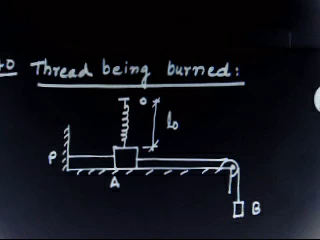 Thread being burned:
o
l₀
P
A
B